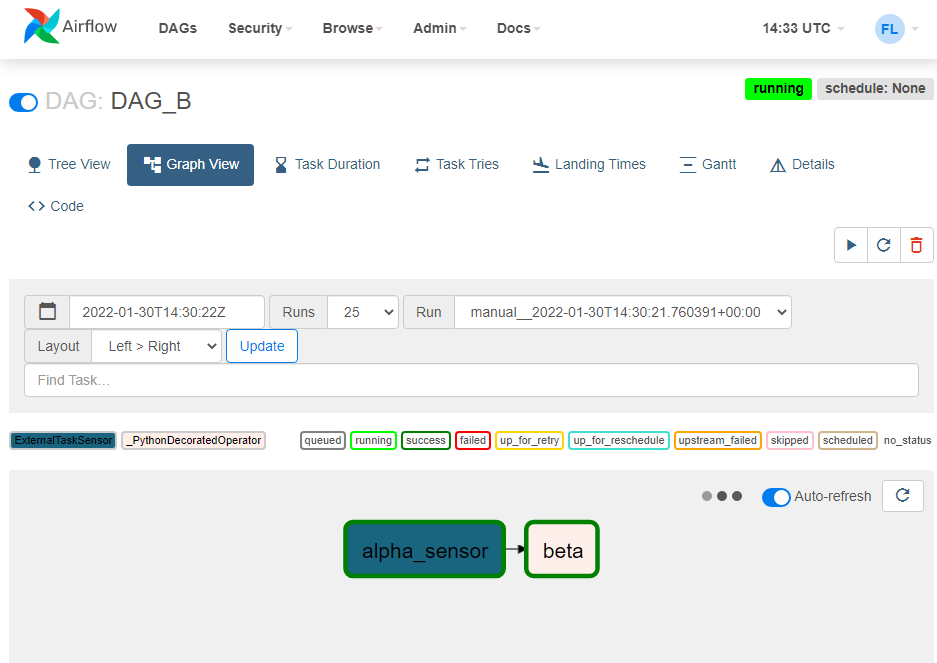 Airflow DAGs Security Browse Admin Docs 14:33 UTC FL
running schedule: None
DAG: DAG_B
Tree View Graph View Task Duration Task Tries Landing Times Gantt Details
<> Code
2022-01-30T14:30:22Z Runs 25 Run manual__2022-01-30T14:30:21.760391+00:00
Layout Left > Right Update
Find Task...
ExternalTaskSensor _PythonDecoratedOperator queued running success failed up_for_retry up_for_reschedule upstream_failed skipped scheduled no_status
Auto-refresh
alpha_sensor beta